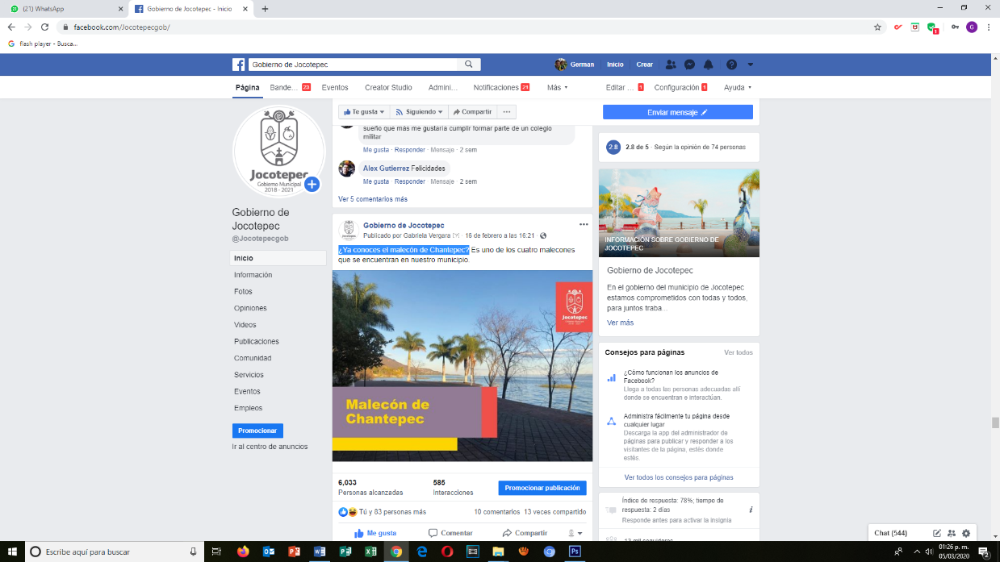 (21) WhatsApp
Gobierno de Jocotepec - Inicio
facebook.com/Jocotepecgob/
flash player - Busca...
Gobierno de Jocotepec
German Inicio Crear
Página Bande... 23 Eventos Creator Studio Admini... Notificaciones 21 Más Editar ... 1 Configuración 1 Ayuda
Te gusta Siguiendo Compartir ...
Enviar mensaje
Jocotepec
Gobierno Municipal
2018 - 2021
Gobierno de
Jocotepec
@Jocotepecgob
Inicio
Información
Fotos
Opiniones
Videos
Publicaciones
Comunidad
Servicios
Eventos
Empleos
Promocionar
Ir al centro de anuncios
sueño que más me gustaría cumplir formar parte de un colegio
militar
Me gusta · Responder · Mensaje · 2 sem
Alex Gutierrez Felicidades
Me gusta · Responder · Mensaje · 2 sem
Ver 5 comentarios más
Gobierno de Jocotepec
Publicado por Gabriela Vergara [?] · 16 de febrero a las 16:21 ·
¿Ya conoces el malecón de Chantepec? Es uno de los cuatro malecones
que se encuentran en nuestro municipio.
Jocotepec
Malecón de
Chantepec
6,033
Personas alcanzadas
585
Interacciones
Promocionar publicación
Tú y 83 personas más
10 comentarios 13 veces compartido
Me gusta Comentar Compartir
2.8 2.8 de 5 · Según la opinión de 74 personas
INFORMACIÓN SOBRE GOBIERNO DE
JOCOTEPEC
Gobierno de Jocotepec
En el gobierno del municipio de Jocotepec
estamos comprometidos con todas y todos,
para juntos traba...
Ver más
Consejos para páginas Ver todos
¿Cómo funcionan los anuncios de
Facebook?
Llega a todas las personas adecuadas allí
donde se encuentran e interactúan.
Administra fácilmente tu página desde
cualquier lugar
Descarga la app del administrador de
páginas para publicar y responder a los
visitantes de la página, estés donde
estés.
Ver todos los consejos para páginas
Índice de respuesta: 78%; tiempo de
respuesta: 2 días
Responde antes para activar la insignia
13 mil seguidores
Chat (544)
Escribe aquí para buscar
01:26 p. m.
05/03/2020